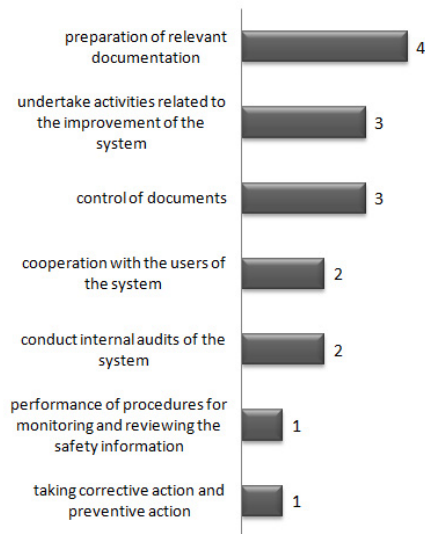 preparation of relevant
documentation
4
undertake activities related to
the improvement of the
system
3
control of documents
3
cooperation with the users of
the system
2
conduct internal audits of the
system
2
performance of procedures for
monitoring and reviewing the
safety information
1
taking corrective action and
preventive action
1